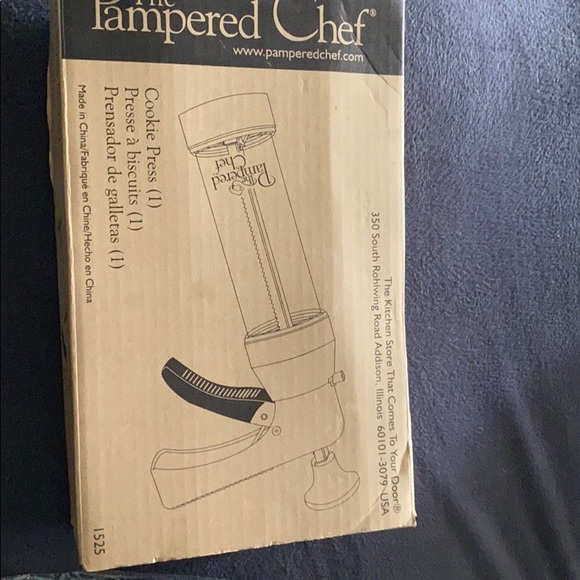 The
Pampered Chef®
www.pamperedchef.com
Cookie Press (1)
Presse à biscuits (1)
Prensador de galletas (1)
Made in China/Fabriqué en Chine/Hecho en China
The Pampered Chef
The Kitchen Store That Comes To Your Door®
350 South Rohlwing Road Addison, Illinois 60101-3079 USA
1525